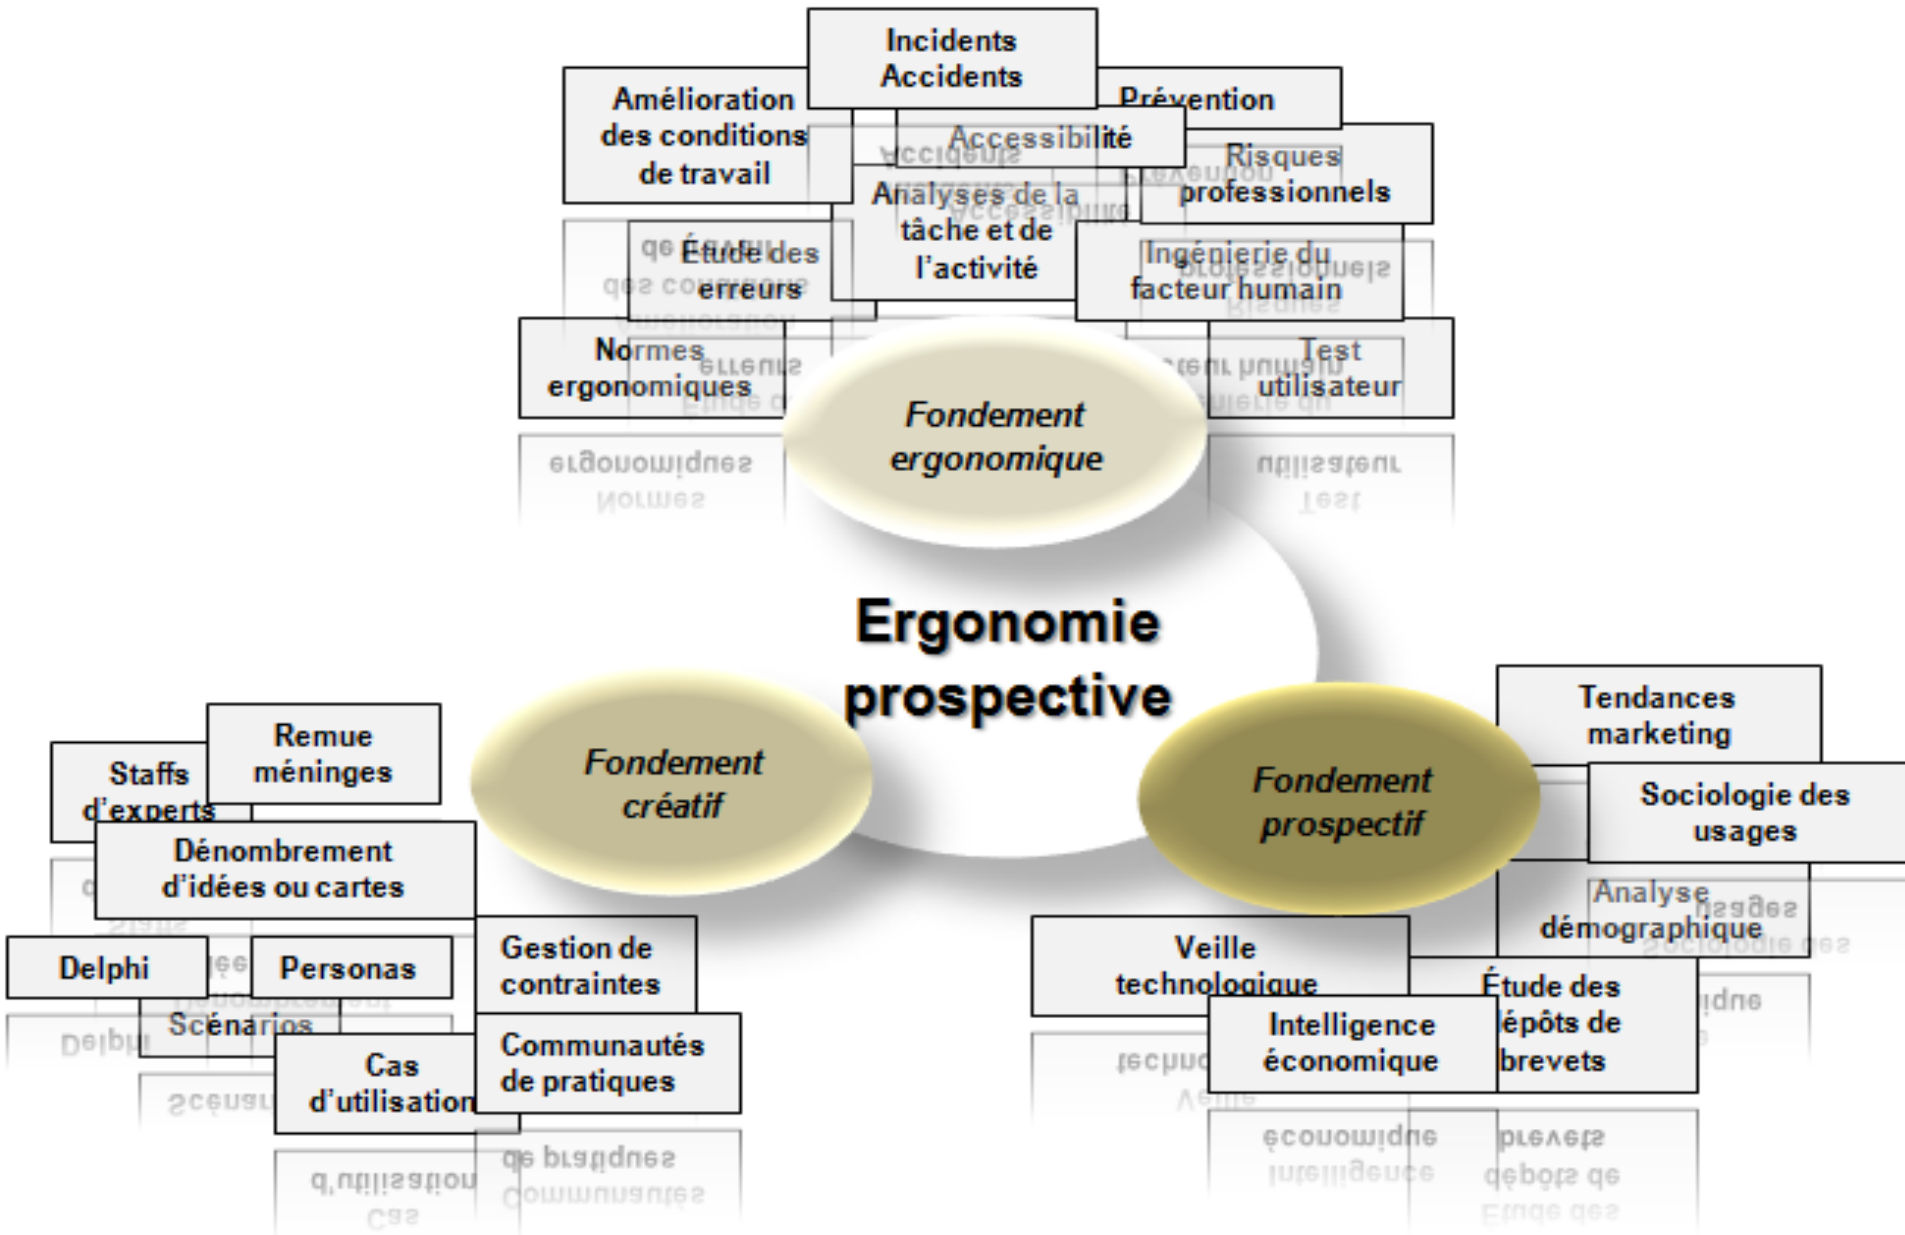 Incidents
Accidents
Amélioration
des conditions
de travail
Prévention
Accessibilité
Risques
professionnels
Analyses de la
tâche et de
l'activité
Étude des
erreurs
Ingénierie du
facteur humain
Normes
ergonomiques
Test
utilisateur
Fondement
ergonomique
Ergonomie
prospective
Fondement
créatif
Remue
méninges
Staffs
d'experts
Dénombrement
d'idées ou cartes
Delphi
Personas
Scénarios
Cas
d'utilisation
Gestion de
contraintes
Communautés
de pratiques
Fondement
prospectif
Tendances
marketing
Sociologie des
usages
Analyse
démographique
Veille
technologique
Étude des
dépôts de
brevets
Intelligence
économique